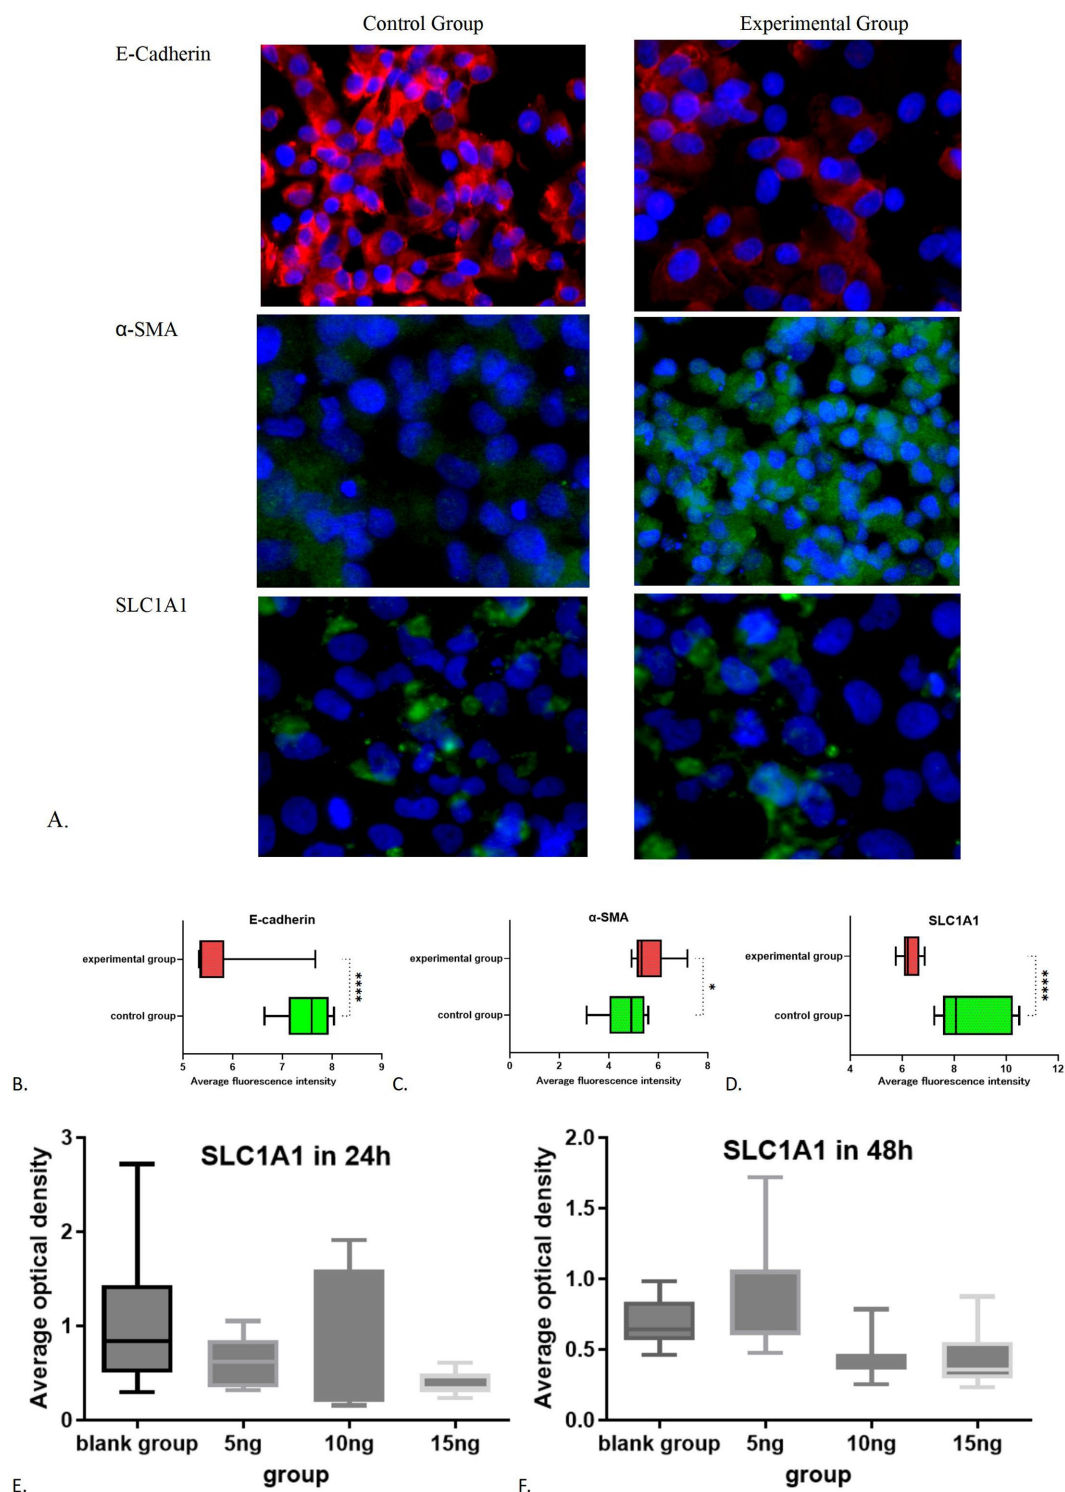 Control Group
Experimental Group
E-Cadherin
α-SMA
SLC1A1
A.
E-cadherin
experimental group
control group
****
5 6 7 8 9
Average fluorescence intensity
B.
α-SMA
experimental group
control group
*
0 2 4 6 8
Average fluorescence intensity
C.
SLC1A1
experimental group
control group
****
4 6 8 10 12
Average fluorescence intensity
D.
SLC1A1 in 24h
Average optical density
3
2
1
0
blank group 5ng 10ng 15ng
group
E.
SLC1A1 in 48h
Average optical density
2.0
1.5
1.0
0.5
0.0
blank group 5ng 10ng 15ng
group
F.